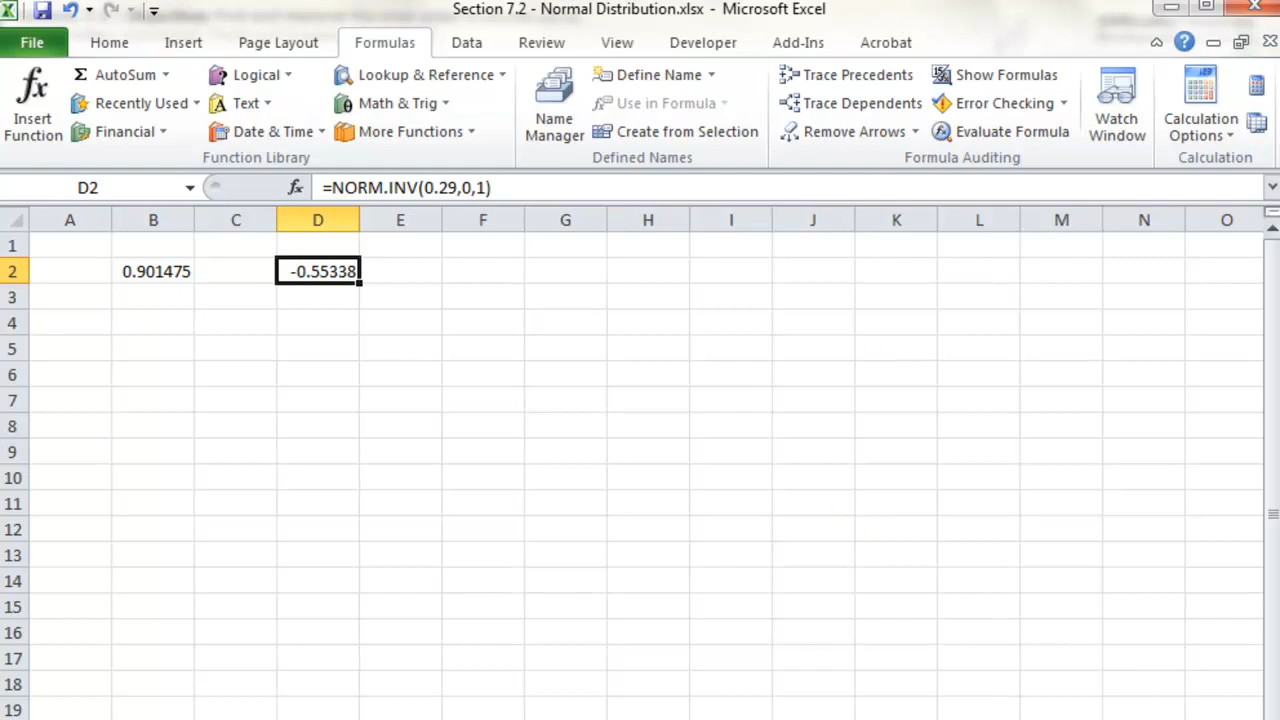 Section 7.2 - Normal Distribution.xlsx - Microsoft Excel
File Home Insert Page Layout Formulas Data Review View Developer Add-Ins Acrobat
fx Insert Function
Σ AutoSum
Recently Used
Financial
Logical
Text
Date & Time
Lookup & Reference
Math & Trig
More Functions
Function Library
Name Manager
Define Name
Use in Formula
Create from Selection
Defined Names
Trace Precedents
Trace Dependents
Remove Arrows
Show Formulas
Error Checking
Evaluate Formula
Formula Auditing
Watch Window
Calculation Options
Calculation
D2 fx =NORM.INV(0.29,0,1)
A B C D E F G H I J K L M N O
1
2 0.901475 -0.55338
3
4
5
6
7
8
9
10
11
12
13
14
15
16
17
18
19